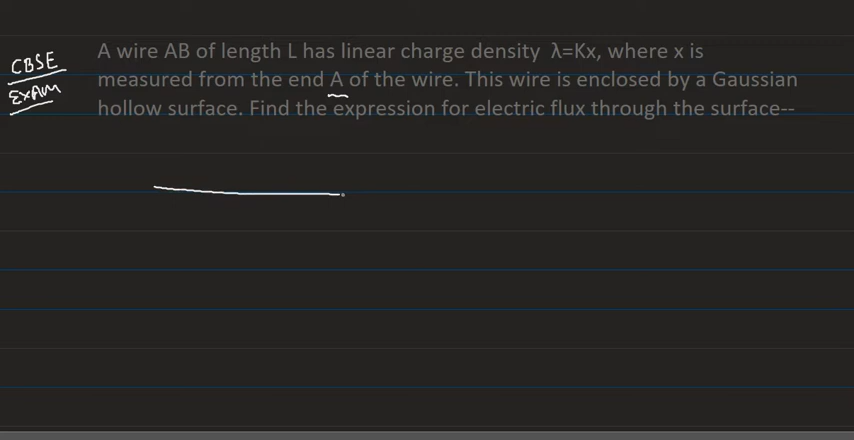 CBSE
EXAM
A wire AB of length L has linear charge density λ=Kx, where x is
measured from the end A of the wire. This wire is enclosed by a Gaussian
hollow surface. Find the expression for electric flux through the surface--